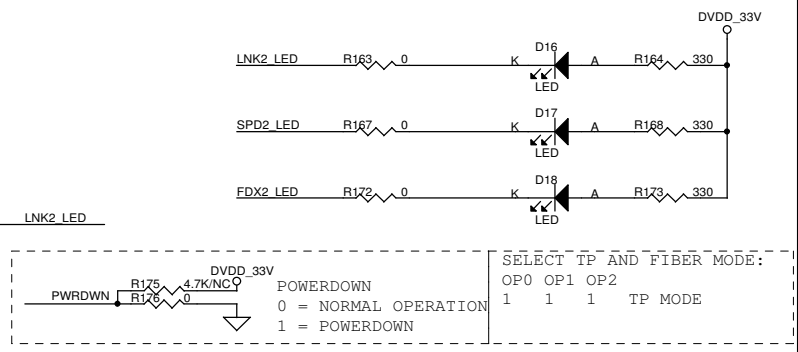 DVDD_33V
D16
LNK2_LED R163 0 K A R164 330
LED
D17
SPD2_LED R167 0 K A R168 330
LED
D18
FDX2_LED R172 0 K A R173 330
LED
LNK2_LED
DVDD_33V
R175 4.7K/NC
PWRDWN R176 0
POWERDOWN
0 = NORMAL OPERATION
1 = POWERDOWN
SELECT TP AND FIBER MODE:
OP0 OP1 OP2
1 1 1 TP MODE